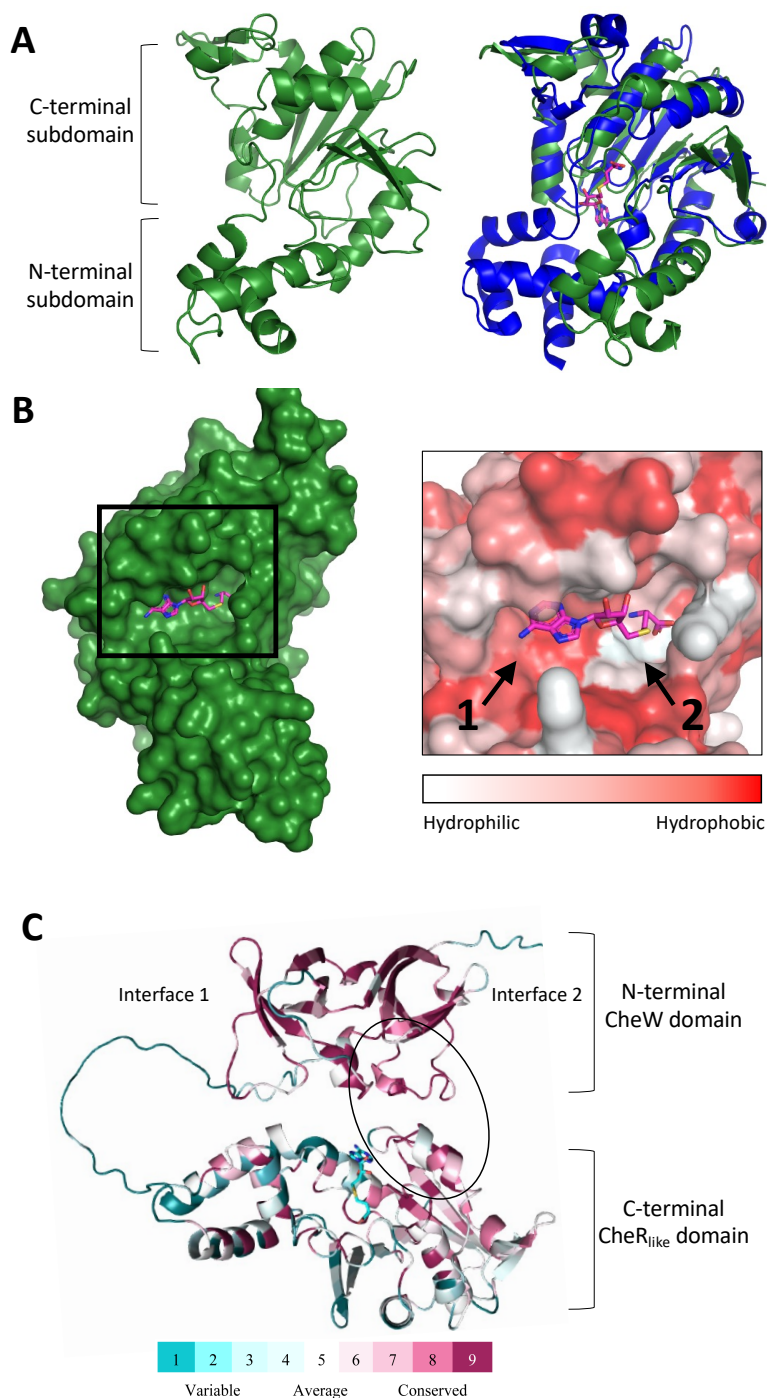 A
C-terminal
subdomain
N-terminal
subdomain
B
1
2
Hydrophilic
Hydrophobic
C
Interface 1
Interface 2
N-terminal
CheW domain
C-terminal
CheRlike domain
1 2 3 4 5 6 7 8 9
Variable Average Conserved